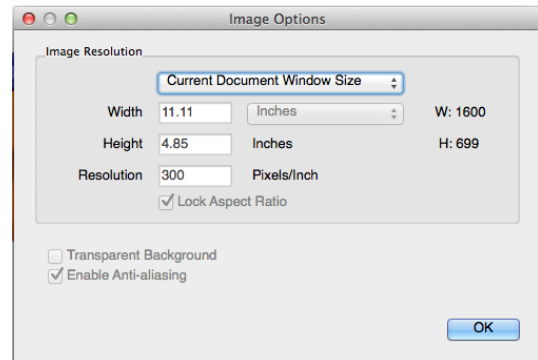 Image Options
Image Resolution
Current Document Window Size
Width 11.11 Inches W: 1600
Height 4.85 Inches H: 699
Resolution 300 Pixels/Inch
Lock Aspect Ratio
Transparent Background
Enable Anti-aliasing
OK